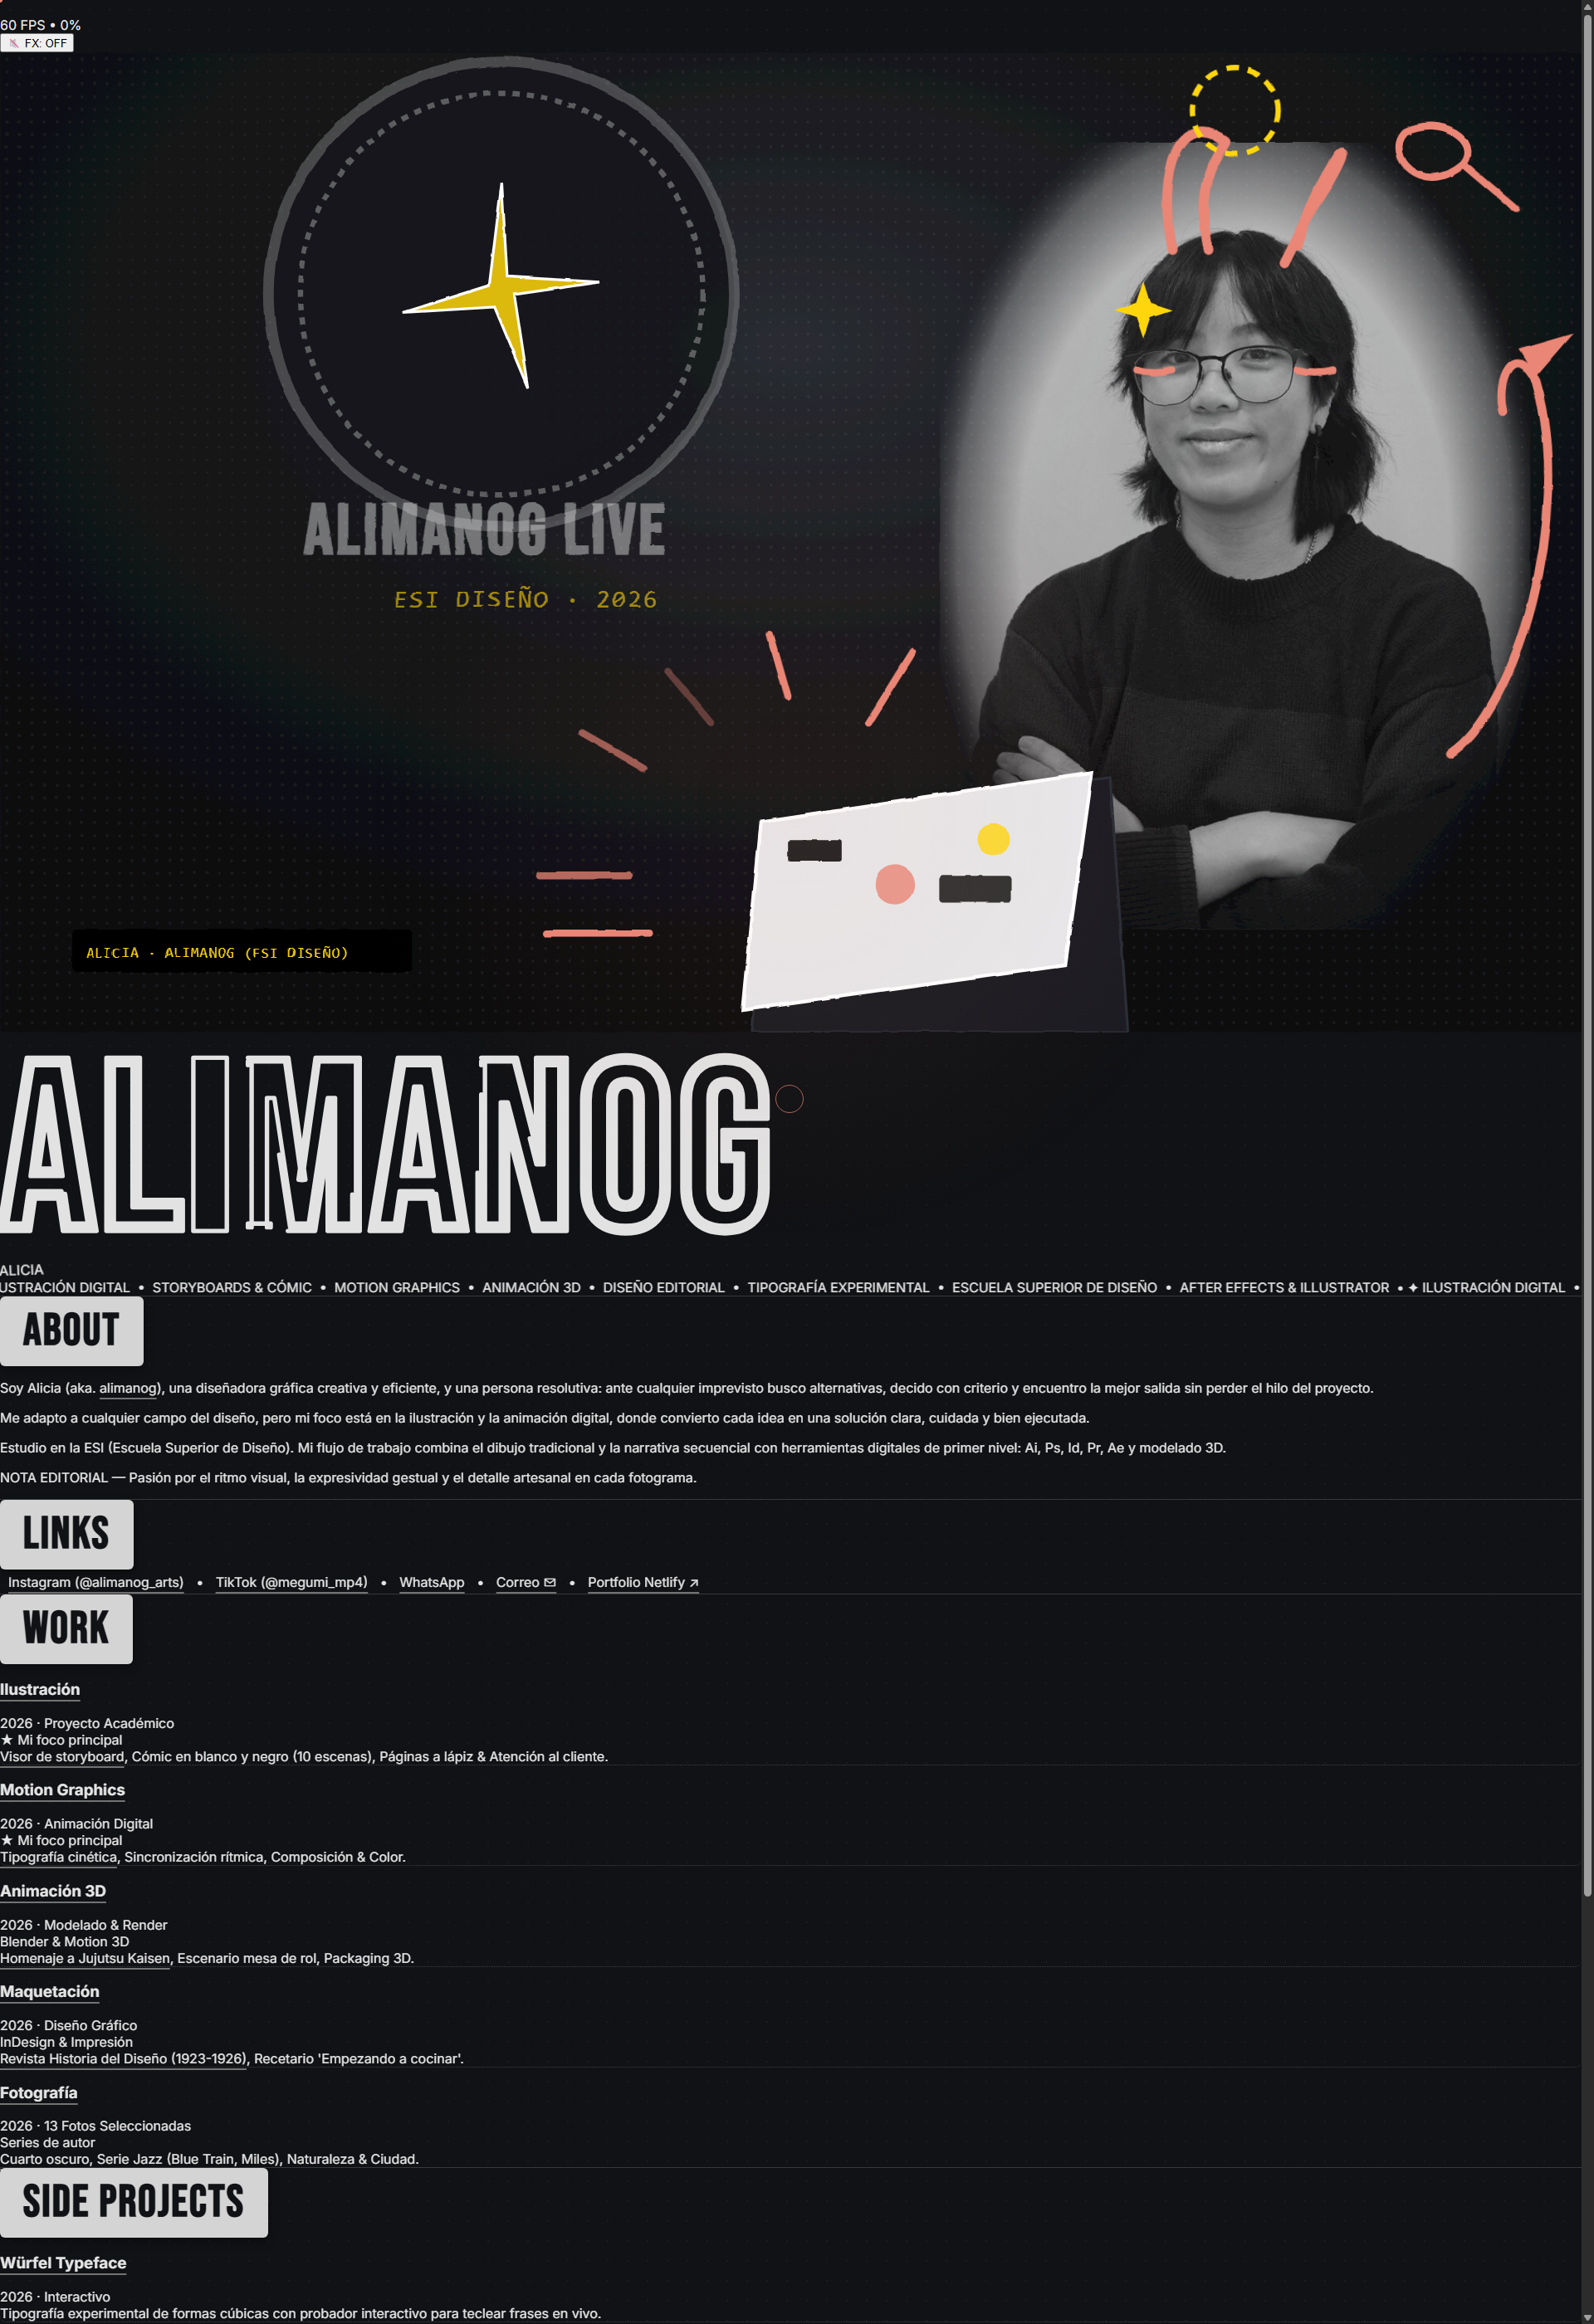 60 FPS • 0%
FX: OFF
ALIMANOG LIVE
ESI DISEÑO · 2026
ALICIA · ALIMANOG (ESI DISEÑO)
ALIMANOG
ALICIA
USTRACIÓN DIGITAL • STORYBOARDS & CÓMIC • MOTION GRAPHICS • ANIMACIÓN 3D • DISEÑO EDITORIAL • TIPOGRAFÍA EXPERIMENTAL • ESCUELA SUPERIOR DE DISEÑO • AFTER EFFECTS & ILLUSTRATOR • ✦ ILUSTRACIÓN DIGITAL •
ABOUT
Soy Alicia (aka. alimanog), una diseñadora gráfica creativa y eficiente, y una persona resolutiva: ante cualquier imprevisto busco alternativas, decido con criterio y encuentro la mejor salida sin perder el hilo del proyecto.
Me adapto a cualquier campo del diseño, pero mi foco está en la ilustración y la animación digital, donde convierto cada idea en una solución clara, cuidada y bien ejecutada.
Estudio en la ESI (Escuela Superior de Diseño). Mi flujo de trabajo combina el dibujo tradicional y la narrativa secuencial con herramientas digitales de primer nivel: Ai, Ps, Id, Pr, Ae y modelado 3D.
NOTA EDITORIAL — Pasión por el ritmo visual, la expresividad gestual y el detalle artesanal en cada fotograma.
LINKS
Instagram (@alimanog_arts) • TikTok (@megumi_mp4) • WhatsApp • Correo ✉ • Portfolio Netlify ↗
WORK
Ilustración
2026 · Proyecto Académico
★ Mi foco principal
Visor de storyboard, Cómic en blanco y negro (10 escenas), Páginas a lápiz & Atención al cliente.
Motion Graphics
2026 · Animación Digital
★ Mi foco principal
Tipografía cinética, Sincronización rítmica, Composición & Color.
Animación 3D
2026 · Modelado & Render
Blender & Motion 3D
Homenaje a Jujutsu Kaisen, Escenario mesa de rol, Packaging 3D.
Maquetación
2026 · Diseño Gráfico
InDesign & Impresión
Revista Historia del Diseño (1923-1926), Recetario 'Empezando a cocinar'.
Fotografía
2026 · 13 Fotos Seleccionadas
Series de autor
Cuarto oscuro, Serie Jazz (Blue Train, Miles), Naturaleza & Ciudad.
SIDE PROJECTS
Würfel Typeface
2026 · Interactivo
Tipografía experimental de formas cúbicas con probador interactivo para teclear frases en vivo.